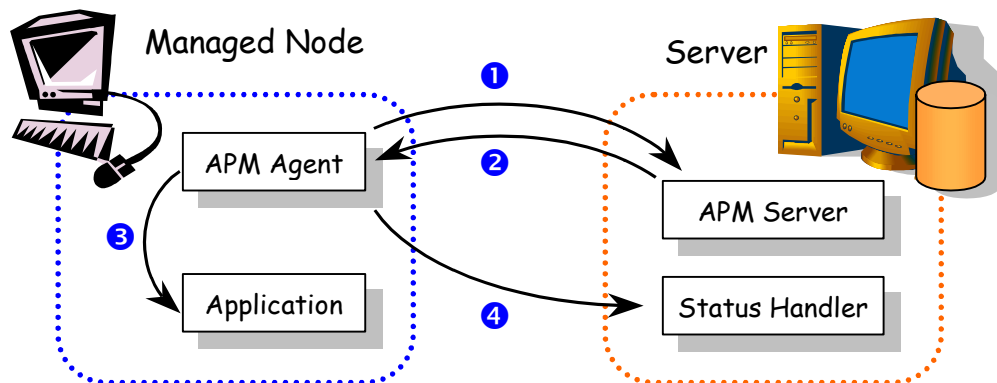 Managed Node
Server
❶
APM Agent
❷
APM Server
❸
Application
❹
Status Handler